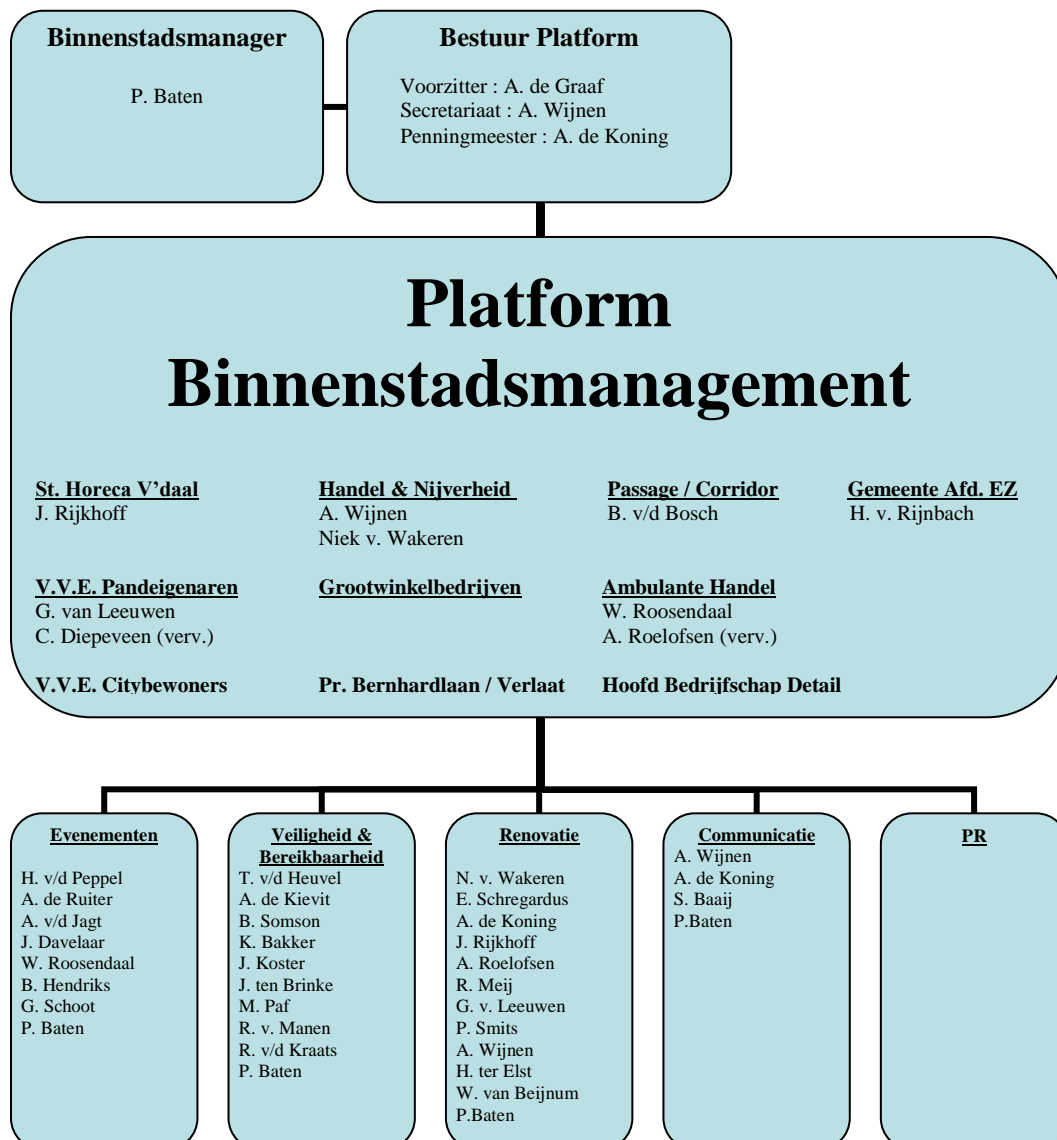 Binnenstadsmanager
P. Baten
Bestuur Platform
Voorzitter : A. de Graaf
Secretariaat : A. Wijnen
Penningmeester : A. de Koning
Platform
Binnenstadsmanagement
St. Horeca V’daal
J. Rijkhoff
Handel & Nijverheid
A. Wijnen
Niek v. Wakeren
Passage / Corridor
B. v/d Bosch
Gemeente Afd. EZ
H. v. Rijnbach
V.V.E. Pandeigenaren
G. van Leeuwen
C. Diepeveen (verv.)
Grootwinkelbedrijven
Ambulante Handel
W. Roosendaal
A. Roelofsen (verv.)
V.V.E. Citybewoners
Pr. Bernhardlaan / Verlaat
Hoofd Bedrijfschap Detail
Evenementen
H. v/d Peppel
A. de Ruiter
A. v/d Jagt
J. Davelaar
W. Roosendaal
B. Hendriks
G. Schoot
P. Baten
Veiligheid &
Bereikbaarheid
T. v/d Heuvel
A. de Kievit
B. Somson
K. Bakker
J. Koster
J. ten Brinke
M. Paf
R. v. Manen
R. v/d Kraats
P. Baten
Renovatie
N. v. Wakeren
E. Schregardus
A. de Koning
J. Rijkhoff
A. Roelofsen
R. Meij
G. v. Leeuwen
P. Smits
A. Wijnen
H. ter Elst
W. van Beijnum
P.Baten
Communicatie
A. Wijnen
A. de Koning
S. Baaij
P.Baten
PR